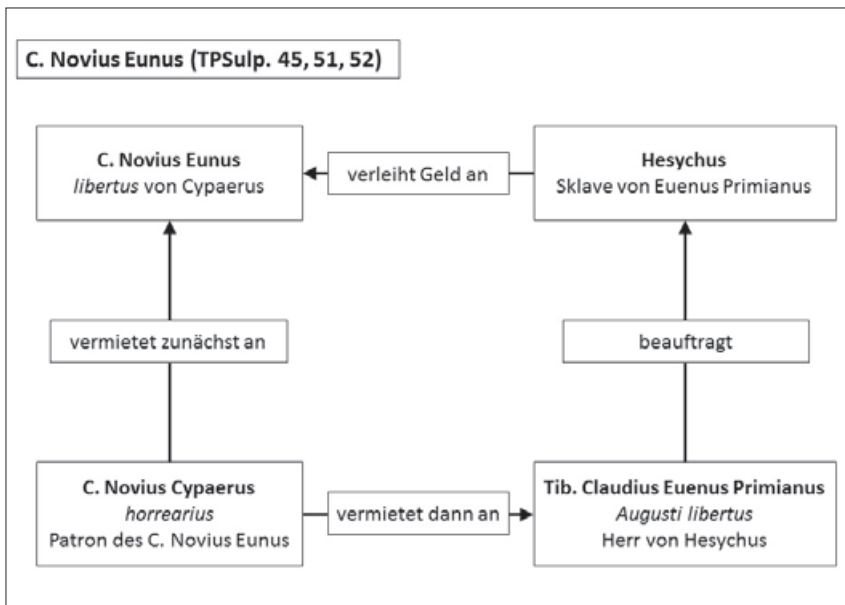 C. Novius Eunus (TPSulp. 45, 51, 52)
C. Novius Eunus
libertus von Cypaerus
verleiht Geld an
Hesychus
Sklave von Euenus Primianus
vermietet zunächst an
beauftragt
C. Novius Cypaerus
horrearius
Patron des C. Novius Eunus
vermietet dann an
Tib. Claudius Euenus Primianus
Augusti libertus
Herr von Hesychus